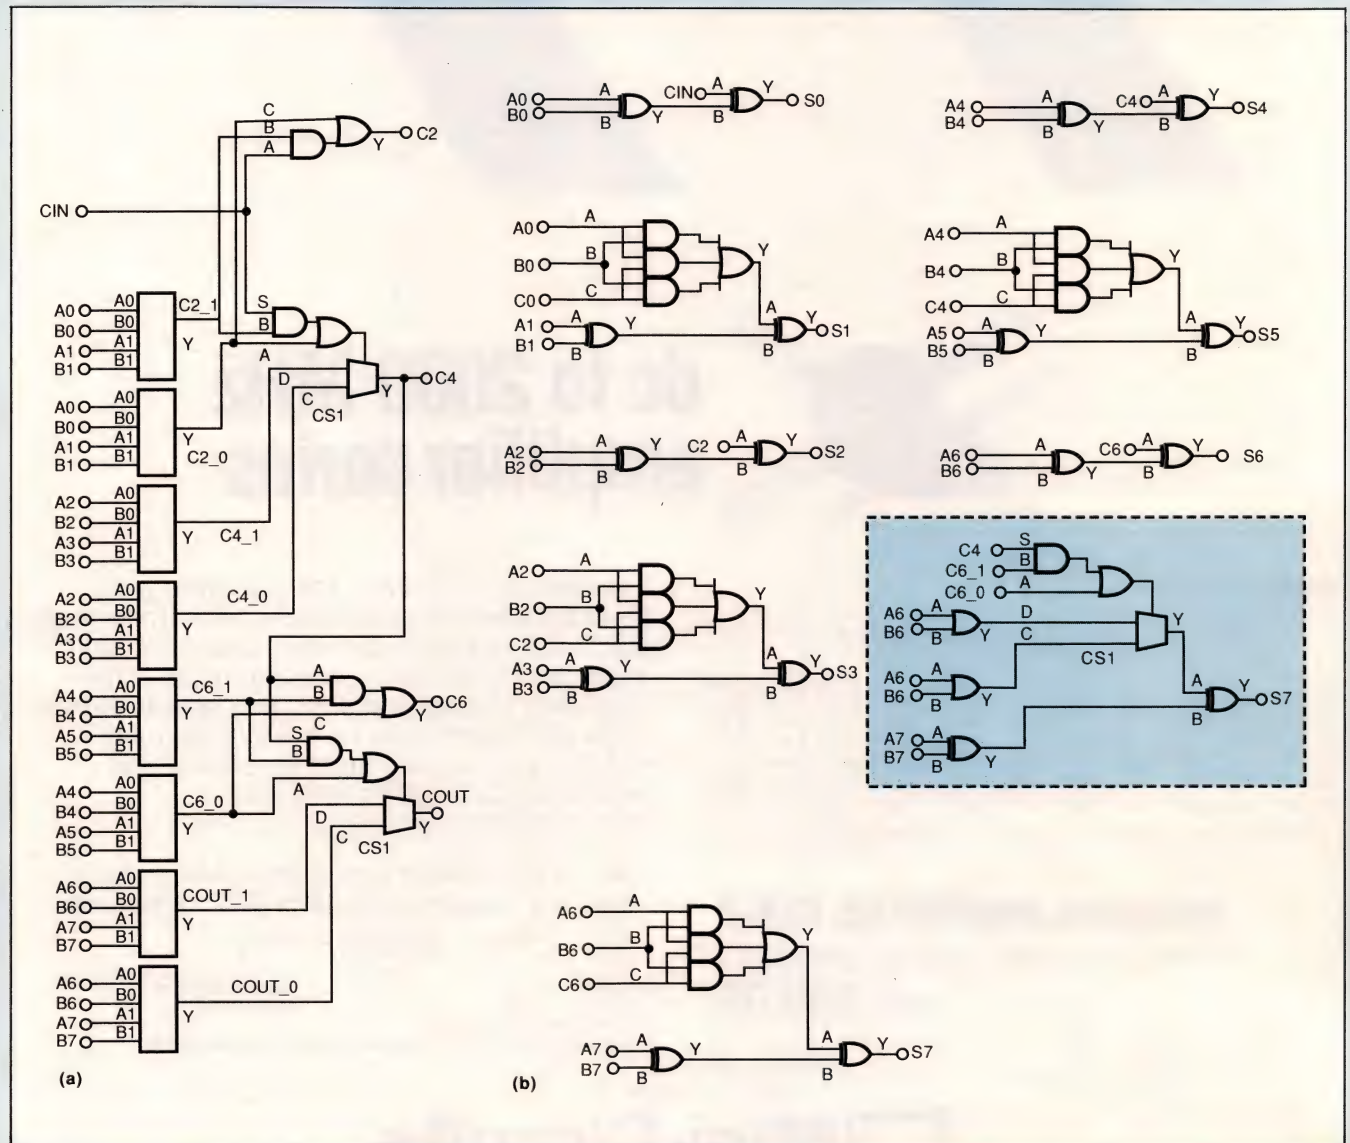 C
B
A
Y
C2
CIN
A0 A0
B0 B0
A1 A1
B1 B1
C2_1
Y
S
B
A
D
C
CS1
Y
C4
A0 A0
B0 B0
A1 A1
B1 B1
Y
C2_0
A2 A0
B2 B0
A3 A1
B3 B1
Y
C4_1
A2 A0
B2 B0
A3 A1
B3 B1
C4_0
Y
A4 A0
B4 B0
A5 A1
B5 B1
C6_1
Y
A
B
C
Y
C6
S
B
A
D
C
CS1
Y
COUT
A4 A0
B4 B0
A5 A1
B5 B1
C6_0
Y
A6 A0
B6 B0
A7 A1
B7 B1
COUT_1
Y
A6 A0
B6 B0
A7 A1
B7 B1
COUT_0
Y
(a)
A0 A
B0 B
Y
CIN A
B
Y
S0
A0 A
B0 B
C0 C
Y
A1 A
B1 B
Y
A
B
Y
S1
A2 A
B2 B
Y
C2 A
B
Y
S2
A2 A
B2 B
C2 C
Y
A3 A
B3 B
Y
A
B
Y
S3
A6 A
B6 B
C6 C
Y
A7 A
B7 B
Y
A
B
Y
S7
(b)
A4 A
B4 B
Y
C4 A
B
Y
S4
A4 A
B4 B
C4 C
Y
A5 A
B5 B
Y
A
B
Y
S5
A6 A
B6 B
Y
C6 A
B
Y
S6
C4 S
C6_1 B
C6_0 A
A6 A
B6 B
Y
D
C
CS1
Y
A6 A
B6 B
Y
A7 A
B7 B
Y
A
B
Y
S7